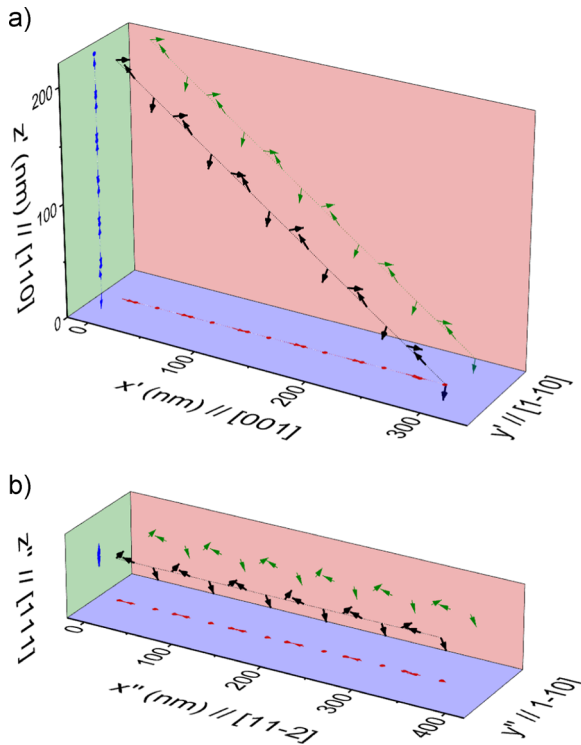 a)
z' (nm) // [110]
200
100
0
0
100
200
300
x' (nm) // [001]
y' // [1-10]
b)
z" // [111]
0
100
200
300
400
x" (nm) // [11-2]
y" // [1-10]